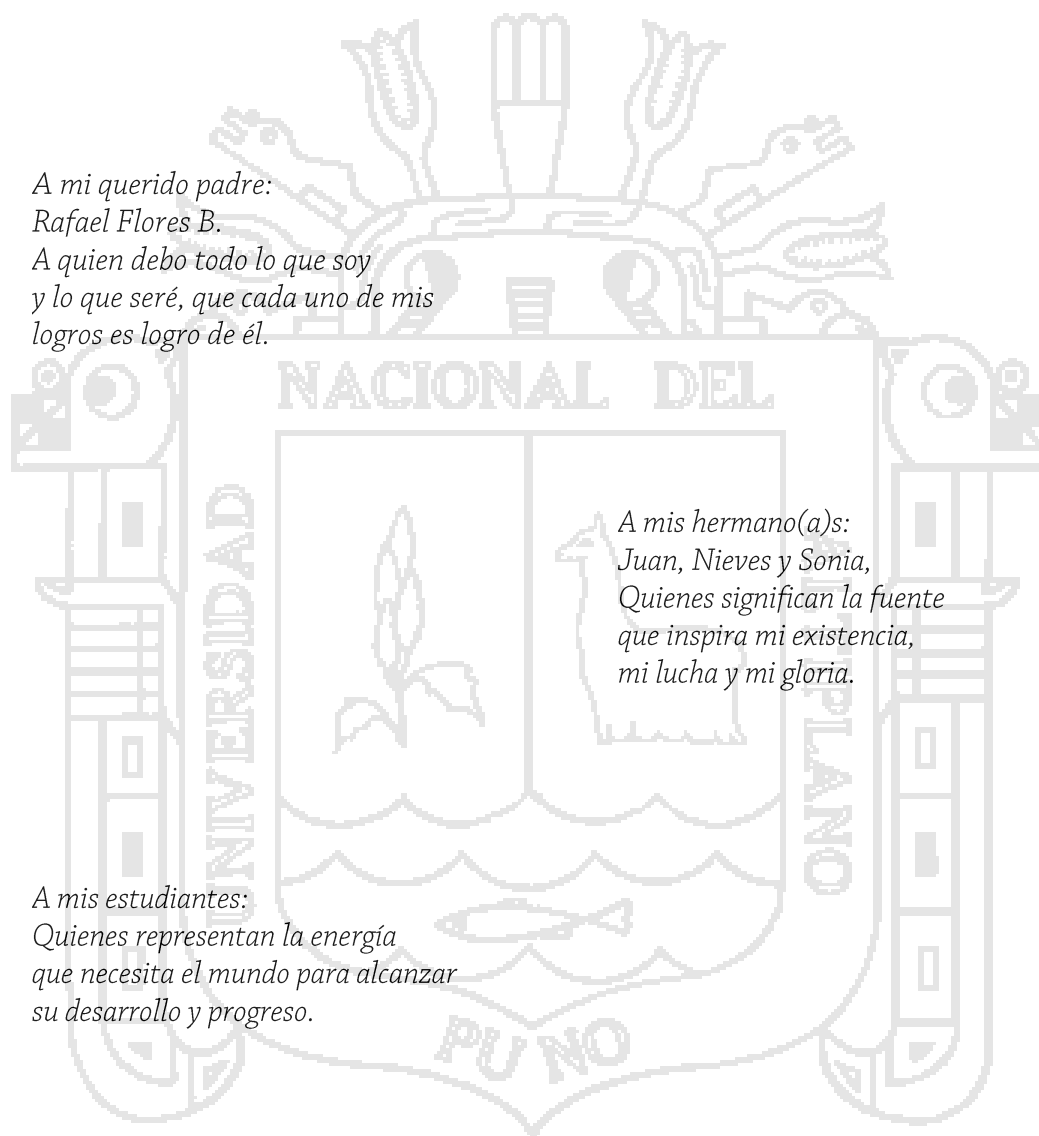 A mi querido padre:
Rafael Flores B.
A quien debo todo lo que soy
y lo que seré, que cada uno de mis
logros es logro de él.
NACIONAL DEL
A mis hermano(a)s:
Juan, Nieves y Sonia,
Quienes significan la fuente
que inspira mi existencia,
mi lucha y mi gloria.
UNIVERSIDAD
ALTIPLANO
A mis estudiantes:
Quienes representan la energía
que necesita el mundo para alcanzar
su desarrollo y progreso.
PUNO